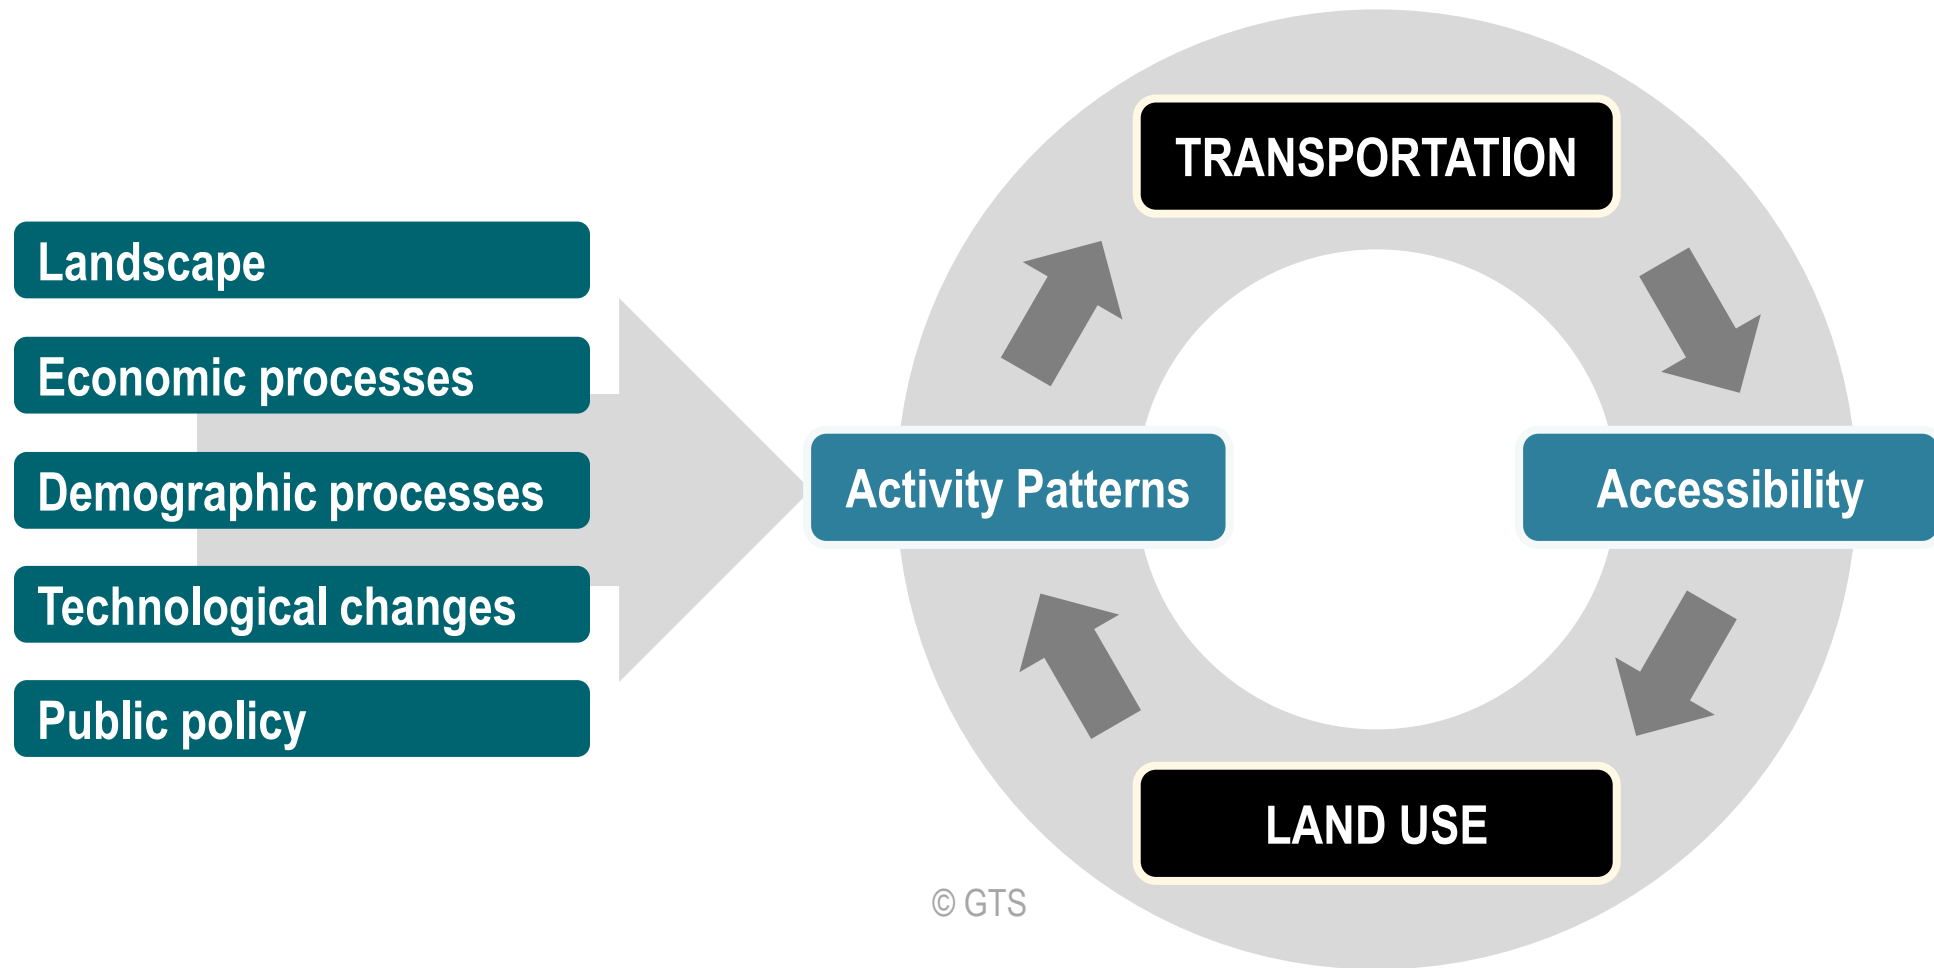 Landscape
Economic processes
Demographic processes
Technological changes
Public policy
TRANSPORTATION
Activity Patterns
Accessibility
LAND USE
© GTS